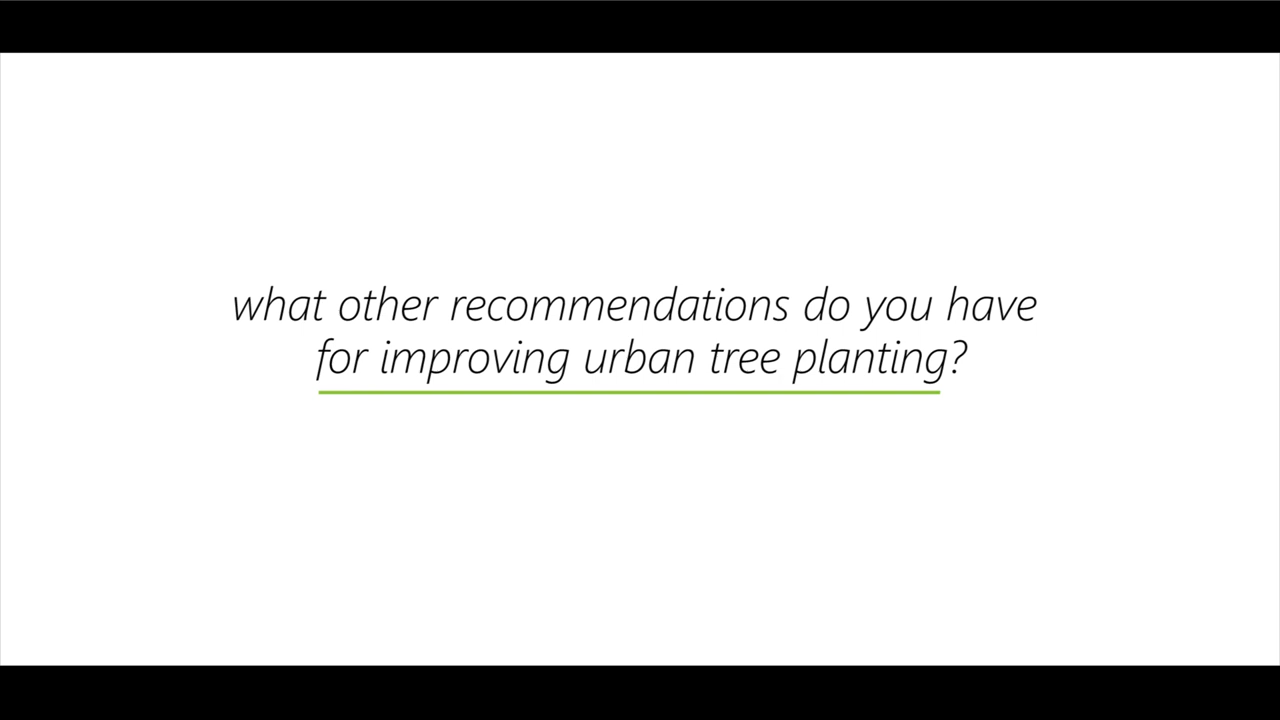 what other recommendations do you have
for improving urban tree planting?